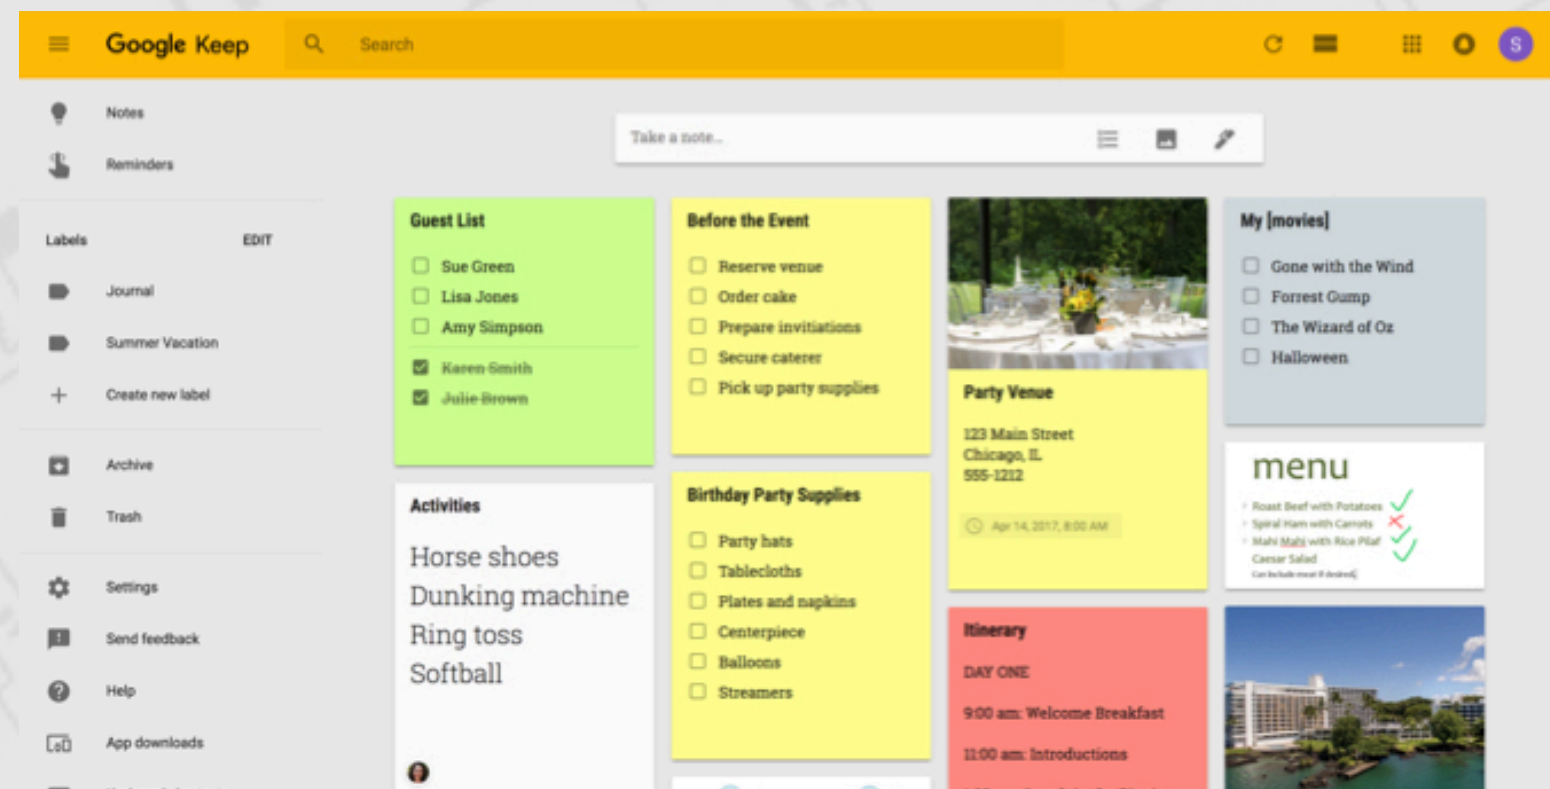 Google Keep
Search
S
Notes
Reminders
Labels
EDIT
Journal
Summer Vacation
Create new label
Archive
Trash
Settings
Send feedback
Help
App downloads
Take a note...
Guest List
Sue Green
Lisa Jones
Amy Simpson
Karen Smith
Julie Brown
Activities
Horse shoes
Dunking machine
Ring toss
Softball
Before the Event
Reserve venue
Order cake
Prepare invitiations
Secure caterer
Pick up party supplies
Birthday Party Supplies
Party hats
Tablecloths
Plates and napkins
Centerpiece
Balloons
Streamers
Party Venue
123 Main Street
Chicago, IL
555-1212
Apr 14, 2017, 8:00 AM
Itinerary
DAY ONE
9:00 am: Welcome Breakfast
11:00 am: Introductions
My [movies]
Gone with the Wind
Forrest Gump
The Wizard of Oz
Halloween
menu
Roast Beef with Potatoes
Spiral Ham with Carrots
Mahi Mahi with Rice Pilaf
Caesar Salad
Can include meat if desired